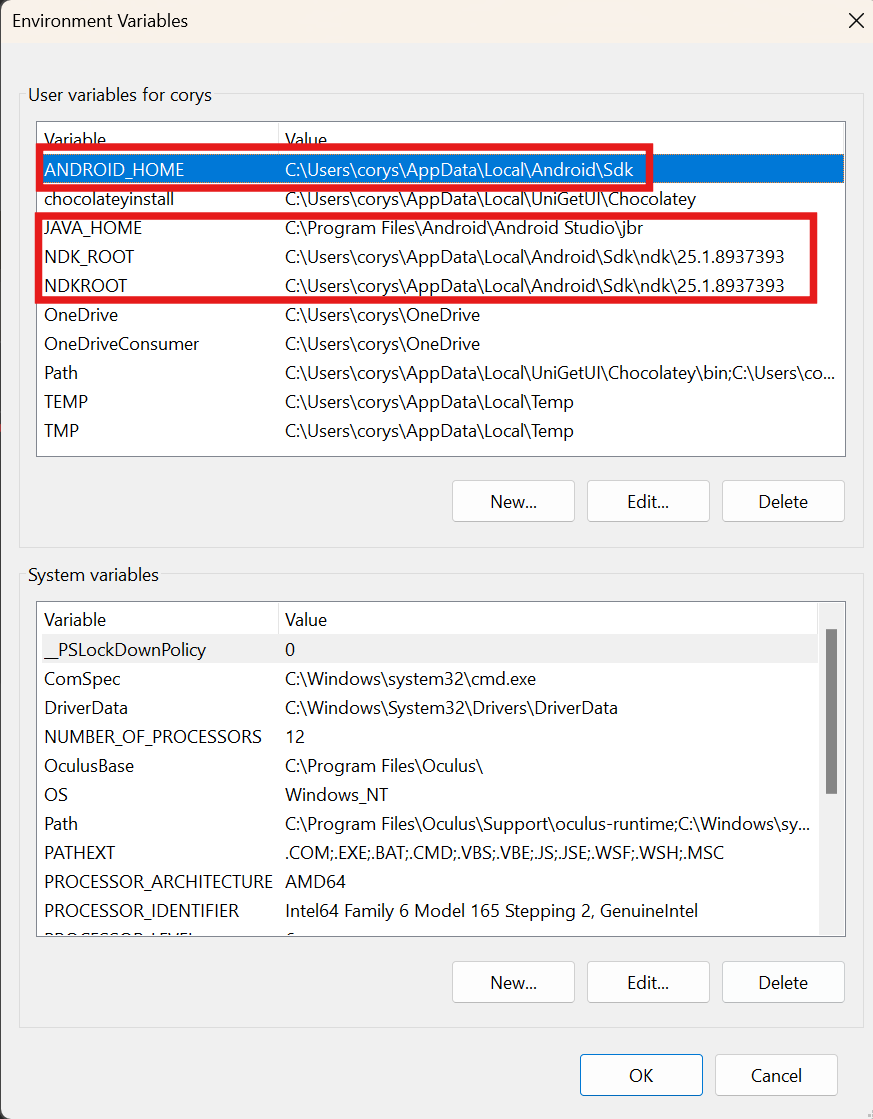 Environment Variables
User variables for corys
Variable Value
ANDROID_HOME C:\Users\corys\AppData\Local\Android\Sdk
chocolateyinstall C:\Users\corys\AppData\Local\UniGetUI\Chocolatey
JAVA_HOME C:\Program Files\Android\Android Studio\jbr
NDK_ROOT C:\Users\corys\AppData\Local\Android\Sdk\ndk\25.1.8937393
NDKROOT C:\Users\corys\AppData\Local\Android\Sdk\ndk\25.1.8937393
OneDrive C:\Users\corys\OneDrive
OneDriveConsumer C:\Users\corys\OneDrive
Path C:\Users\corys\AppData\Local\UniGetUI\Chocolatey\bin;C:\Users\co...
TEMP C:\Users\corys\AppData\Local\Temp
TMP C:\Users\corys\AppData\Local\Temp
New... Edit... Delete
System variables
Variable Value
__PSLockDownPolicy 0
ComSpec C:\Windows\system32\cmd.exe
DriverData C:\Windows\System32\Drivers\DriverData
NUMBER_OF_PROCESSORS 12
OculusBase C:\Program Files\Oculus\
OS Windows_NT
Path C:\Program Files\Oculus\Support\oculus-runtime;C:\Windows\sy...
PATHEXT .COM;.EXE;.BAT;.CMD;.VBS;.VBE;.JS;.JSE;.WSF;.WSH;.MSC
PROCESSOR_ARCHITECTURE AMD64
PROCESSOR_IDENTIFIER Intel64 Family 6 Model 165 Stepping 2, GenuineIntel
New... Edit... Delete
OK Cancel